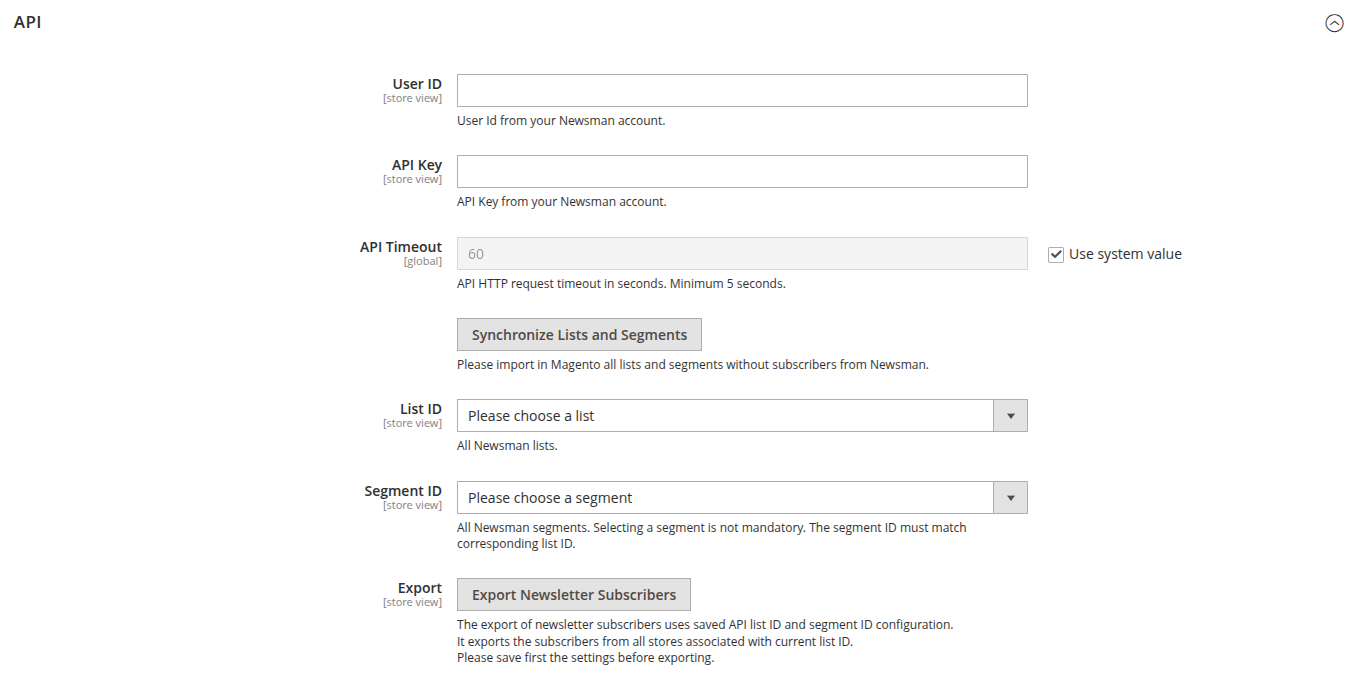 API
User ID
[store view]
User Id from your Newsman account.
API Key
[store view]
API Key from your Newsman account.
API Timeout
[global]
60
Use system value
API HTTP request timeout in seconds. Minimum 5 seconds.
Synchronize Lists and Segments
Please import in Magento all lists and segments without subscribers from Newsman.
List ID
[store view]
Please choose a list
All Newsman lists.
Segment ID
[store view]
Please choose a segment
All Newsman segments. Selecting a segment is not mandatory. The segment ID must match
corresponding list ID.
Export
[store view]
Export Newsletter Subscribers
The export of newsletter subscribers uses saved API list ID and segment ID configuration.
It exports the subscribers from all stores associated with current list ID.
Please save first the settings before exporting.